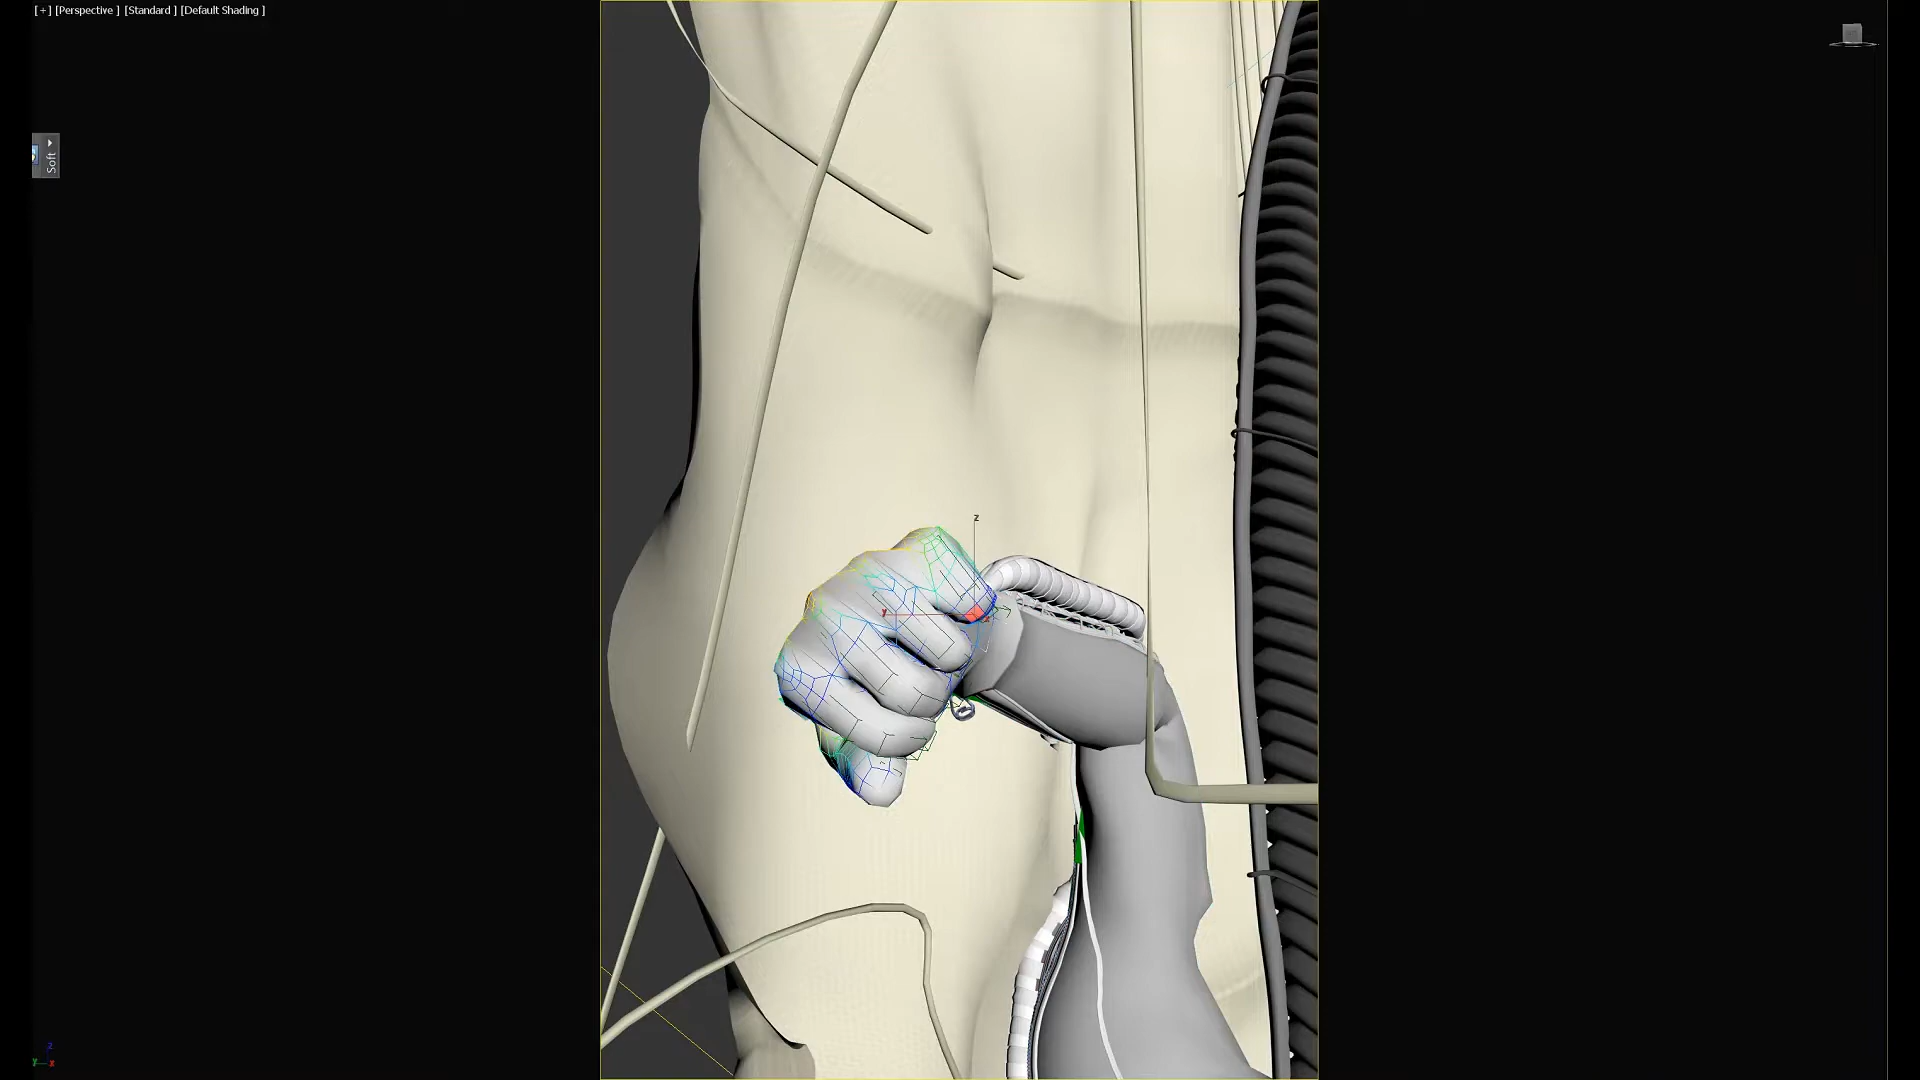 [+] [Perspective ] [Standard ] [Default Shading ]
Soft
z
y
x
z
y
x